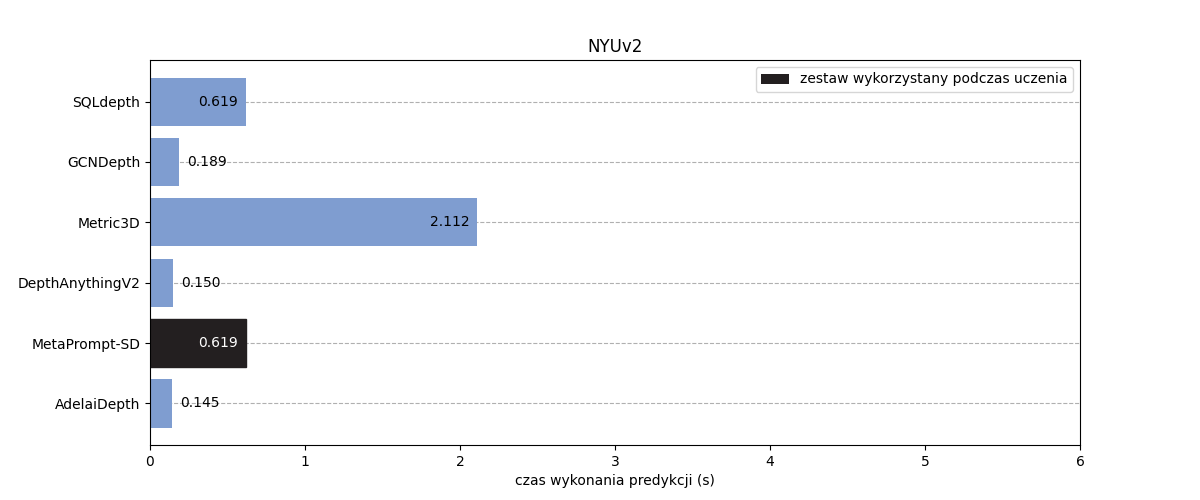 NYUv2
zestaw wykorzystany podczas uczenia
SQLdepth 0.619
GCNDepth 0.189
Metric3D 2.112
DepthAnythingV2 0.150
MetaPrompt-SD 0.619
AdelaiDepth 0.145
0 1 2 3 4 5 6
czas wykonania predykcji (s)